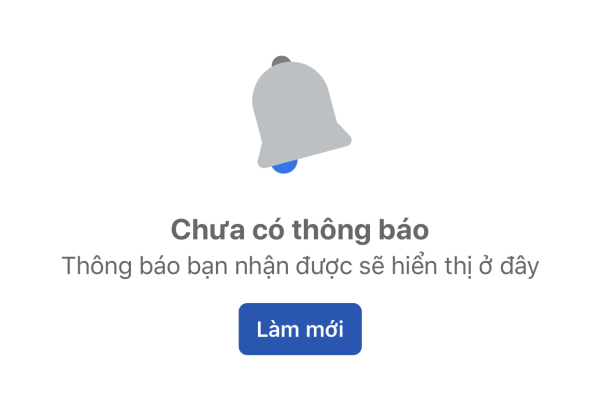 Chưa có thông báo
Thông báo bạn nhận được sẽ hiển thị ở đây
Làm mới